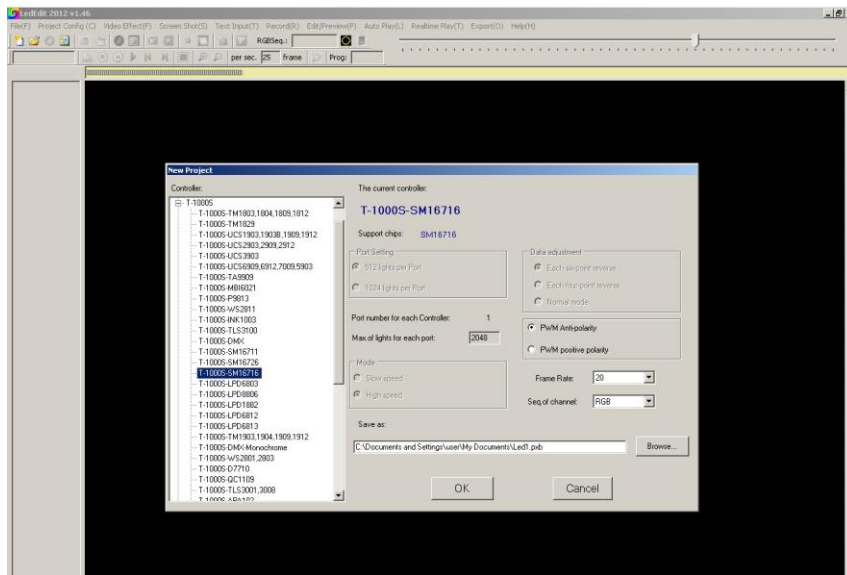 LedEdit 2012 v1.46
File(F) Project Config (C) Video Effect(F) Screen Shot(S) Text Input(T) Record(R) Edit/Preview(P) Auto Play(L) Realtime Play(T) Export(O) Help(H)
RGBSeq.:
per sec. 25 frame Prog:
New Project
Controller:
T-1000S
T-1000S-TM1803,1804,1809,1812
T-1000S-TM1829
T-1000S-UCS1903,1903B,1909,1912
T-1000S-UCS2903,2909,2912
T-1000S-UCS3903
T-1000S-UCS6909,6912,7009,5903
T-1000S-TA9909
T-1000S-MBI6021
T-1000S-P9813
T-1000S-WS2811
T-1000S-INK1003
T-1000S-TLS3100
T-1000S-DMX
T-1000S-SM16711
T-1000S-SM16726
T-1000S-SM16716
T-1000S-LPD6803
T-1000S-LPD8806
T-1000S-LPD1882
T-1000S-LPD6812
T-1000S-LPD6813
T-1000S-TM1903,1904,1909,1912
T-1000S-DMX-Monochrome
T-1000S-WS2801,2803
T-1000S-D7710
T-1000S-QC1109
T-1000S-TLS3001,3008
T-1000S-APA102
The current controller:
T-1000S-SM16716
Support chips: SM16716
Port Setting
512 lights per Port
1024 lights per Port
Port number for each Controller: 1
Max.of lights for each port: 2048
Mode
Slow speed
High speed
Data adjustment
Each six point reverse
Each four point reverse
Normal mode
PWM Anti-polarity
PWM positive polarity
Frame Rate: 20
Seq.of channel: RGB
Save as:
C:\Documents and Settings\user\My Documents\Led1.pxb
Browse...
OK
Cancel